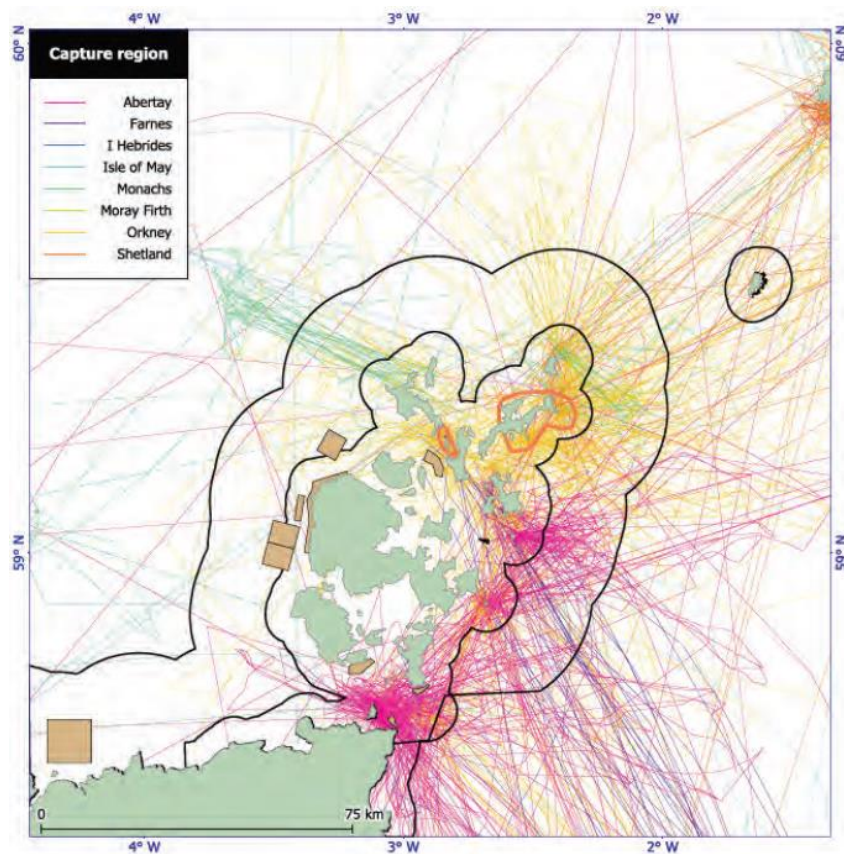 4° W 3° W 2° W
60° N 60° N
Capture region
Abertay
Farnes
I Hebrides
Isle of May
Monachs
Moray Firth
Orkney
Shetland
59° N 59° N
0 75 km
4° W 3° W 2° W